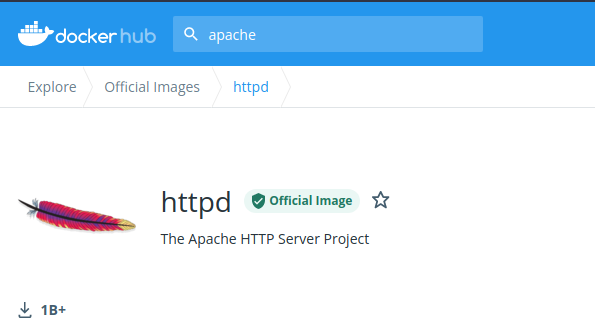 docker hub
apache
Explore
Official Images
httpd
httpd
Official Image
The Apache HTTP Server Project
1B+